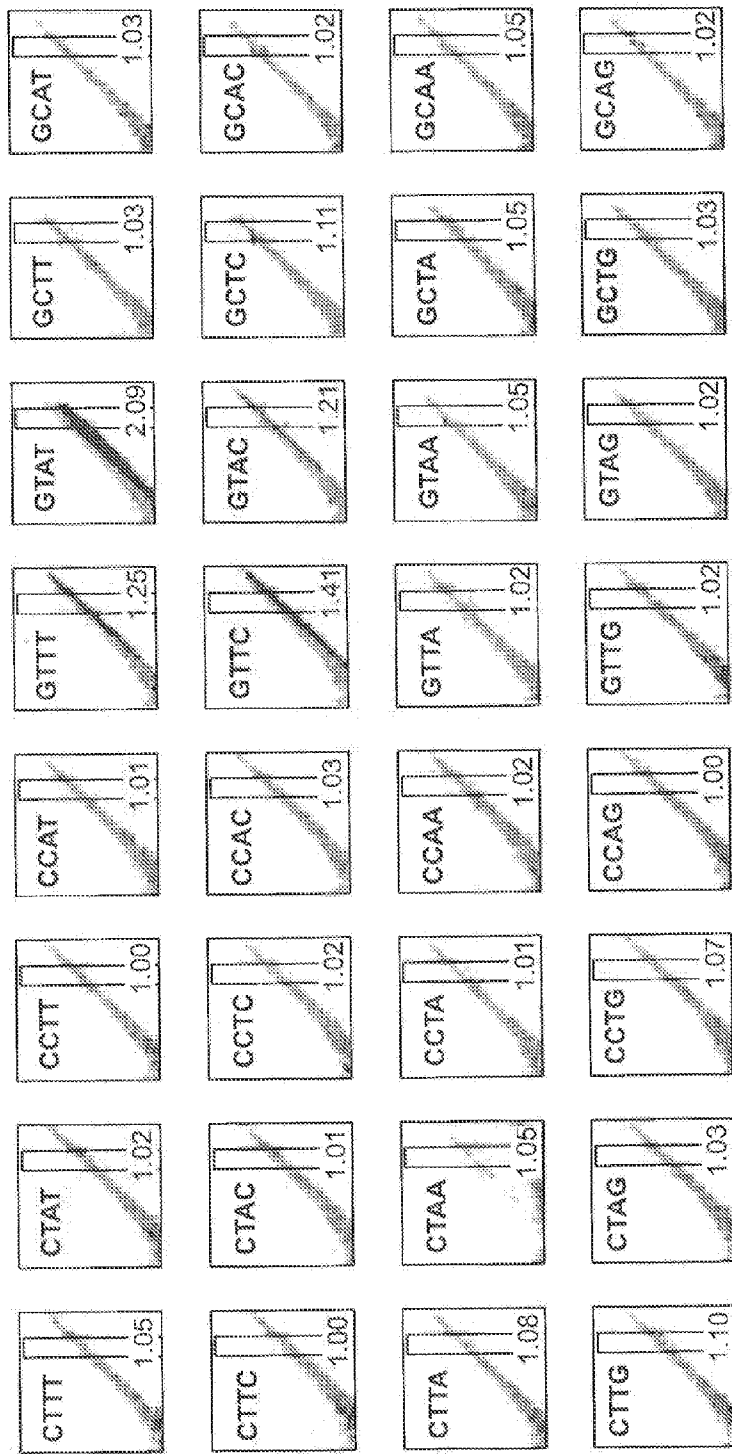 CTTT CTAT CCTT CCAT GTTT GTAT GCTT GCAT
1.05 1.02 1.00 1.01 1.25 2.09 1.03 1.03
CTTC CTAC CCTC CCAC GTTC GTAC GCTC GCAC
1.00 1.01 1.02 1.03 1.41 1.21 1.11 1.02
CTTA CTAA CCTA CCAA GTTA GTAA GCTA GCAA
1.08 1.05 1.01 1.02 1.02 1.05 1.05 1.05
CTTG CTAG CCTG CCAG GTTG GTAG GCTG GCAG
1.10 1.03 1.07 1.00 1.02 1.02 1.03 1.02